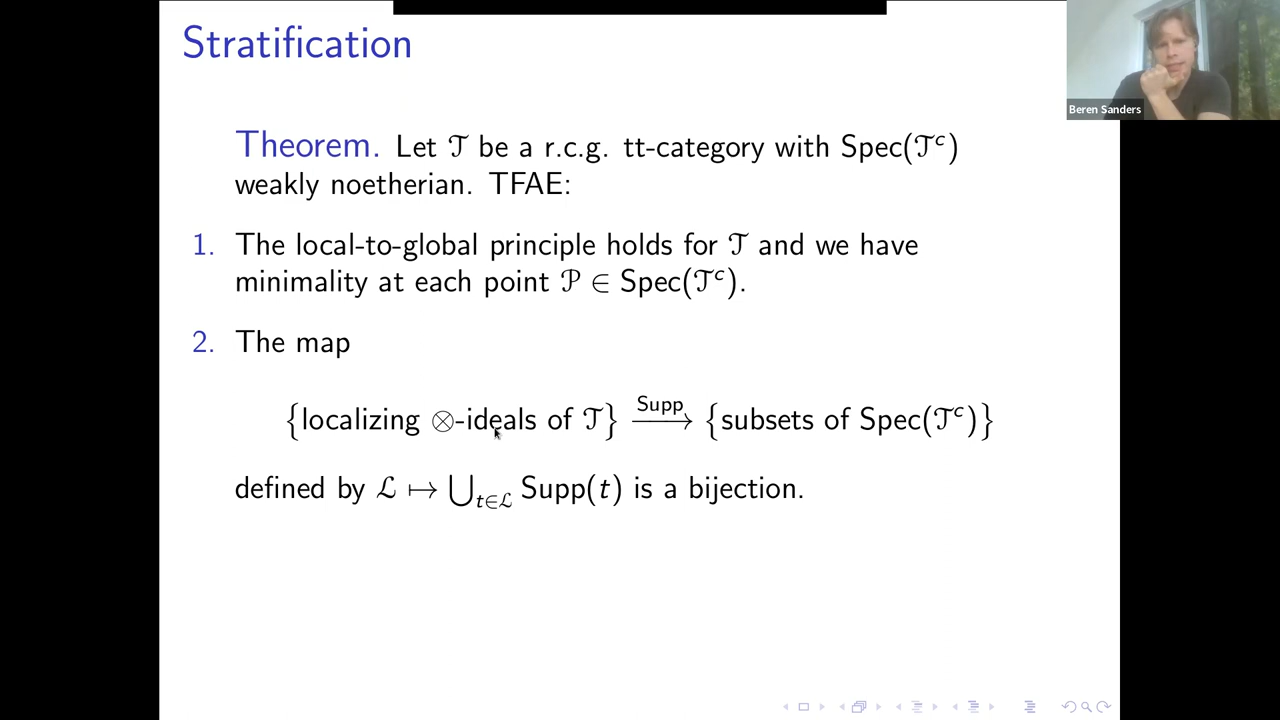 Stratification
Beren Sanders
Theorem. Let 𝒯 be a r.c.g. tt-category with Spec(𝒯ᶜ)
weakly noetherian. TFAE:
1. The local-to-global principle holds for 𝒯 and we have
minimality at each point 𝒫 ∈ Spec(𝒯ᶜ).
2. The map
{localizing ⊗-ideals of 𝒯} —Supp→ {subsets of Spec(𝒯ᶜ)}
defined by ℒ ↦ ⋃_{t∈ℒ} Supp(t) is a bijection.